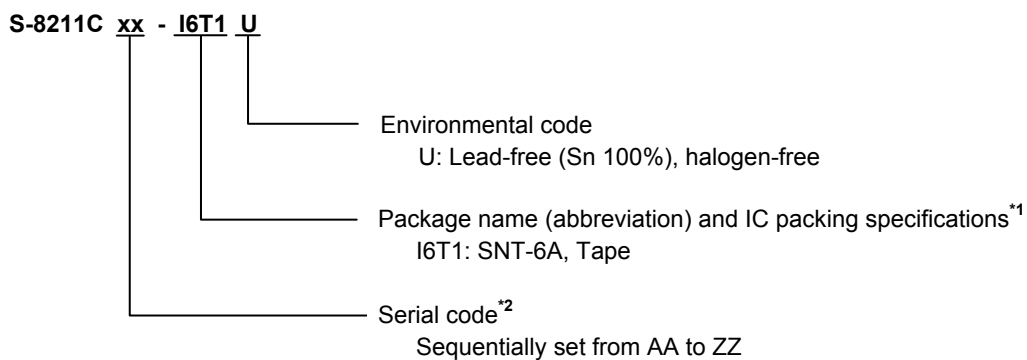 S-8211C xx - I6T1 U
Environmental code
U: Lead-free (Sn 100%), halogen-free
Package name (abbreviation) and IC packing specifications*1
I6T1: SNT-6A, Tape
Serial code*2
Sequentially set from AA to ZZ